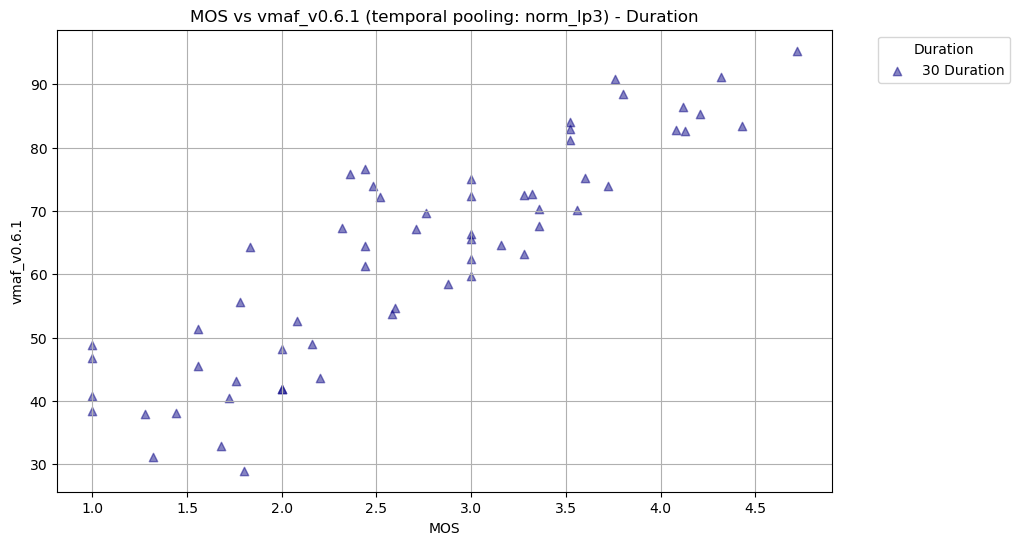 MOS vs vmaf_v0.6.1 (temporal pooling: norm_lp3) - Duration
Duration
30 Duration
vmaf_v0.6.1
90
80
70
60
50
40
30
1.0 1.5 2.0 2.5 3.0 3.5 4.0 4.5
MOS